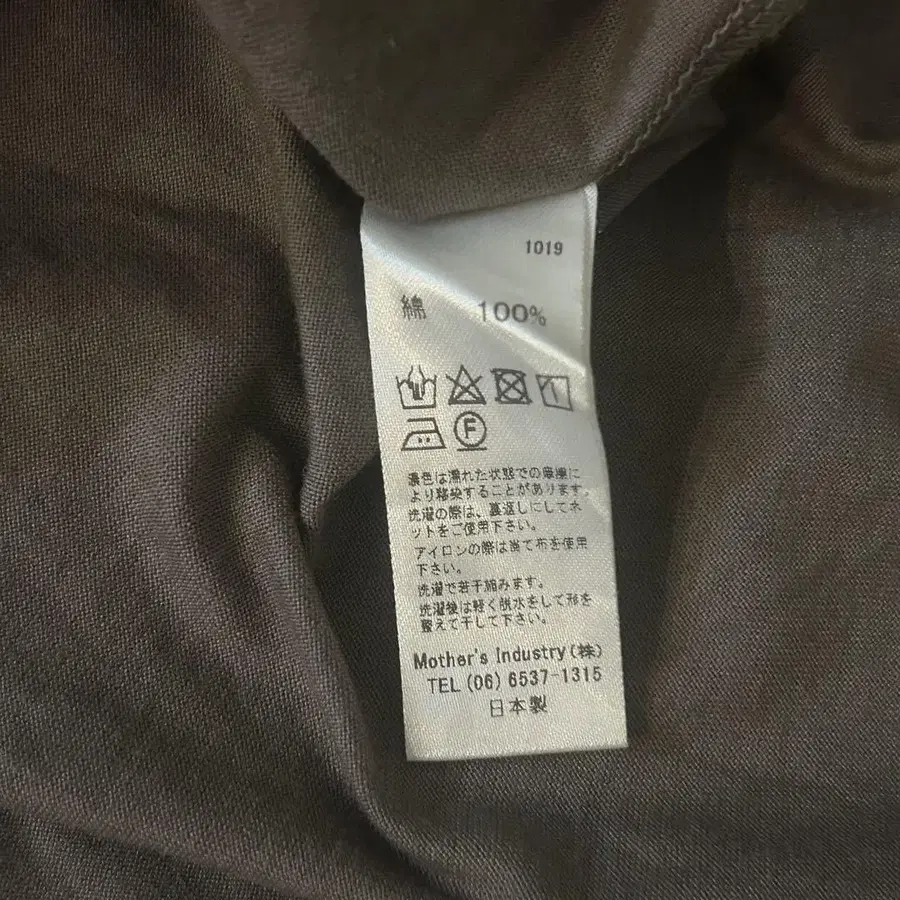 1019
綿 100%
F
濃色は濡れた状態での摩擦に
より移染することがあります。
洗濯の際は、裏返しにしてネ
ットをご使用下さい。
アイロンの際は当て布を使用
下さい。
洗濯で若干縮みます。
洗濯後は軽く脱水をして形を
整えて干して下さい。
Mother's Industry(株)
TEL (06) 6537-1315
日本製